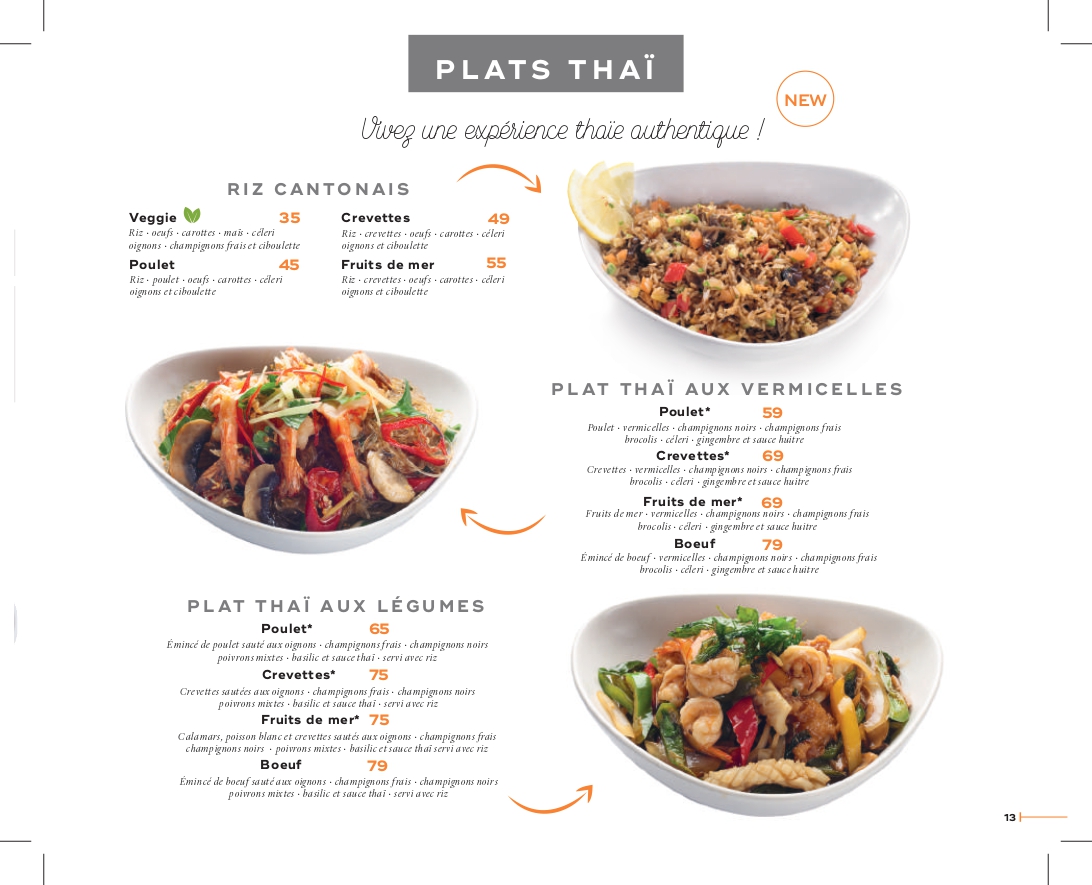 PLATS THAÏ
NEW
Vivez une expérience thaïe authentique !
RIZ CANTONAIS
Veggie 35
Riz · oeufs · carottes · maïs · céleri
oignons · champignons frais et ciboulette
Poulet 45
Riz · poulet · oeufs · carottes · céleri
oignons et ciboulette
Crevettes 49
Riz · crevettes · oeufs · carottes · céleri
oignons et ciboulette
Fruits de mer 55
Riz · crevettes · oeufs · carottes · céleri
oignons et ciboulette
PLAT THAÏ AUX VERMICELLES
Poulet* 59
Poulet · vermicelles · champignons noirs · champignons frais
brocolis · céleri · gingembre et sauce huitre
Crevettes* 69
Crevettes · vermicelles · champignons noirs · champignons frais
brocolis · céleri · gingembre et sauce huitre
Fruits de mer* 69
Fruits de mer · vermicelles · champignons noirs · champignons frais
brocolis · céleri · gingembre et sauce huitre
Boeuf 79
Émincé de boeuf · vermicelles · champignons noirs · champignons frais
brocolis · céleri · gingembre et sauce huitre
PLAT THAÏ AUX LÉGUMES
Poulet* 65
Émincé de poulet sauté aux oignons · champignons frais · champignons noirs
poivrons mixtes · basilic et sauce thaï · servi avec riz
Crevettes* 75
Crevettes sautées aux oignons · champignons frais · champignons noirs
poivrons mixtes · basilic et sauce thaï · servi avec riz
Fruits de mer* 75
Calamars, poisson blanc et crevettes sautés aux oignons · champignons frais
champignons noirs · poivrons mixtes · basilic et sauce thaï servi avec riz
Boeuf 79
Émincé de boeuf sauté aux oignons · champignons frais · champignons noirs
poivrons mixtes · basilic et sauce thaï · servi avec riz
13